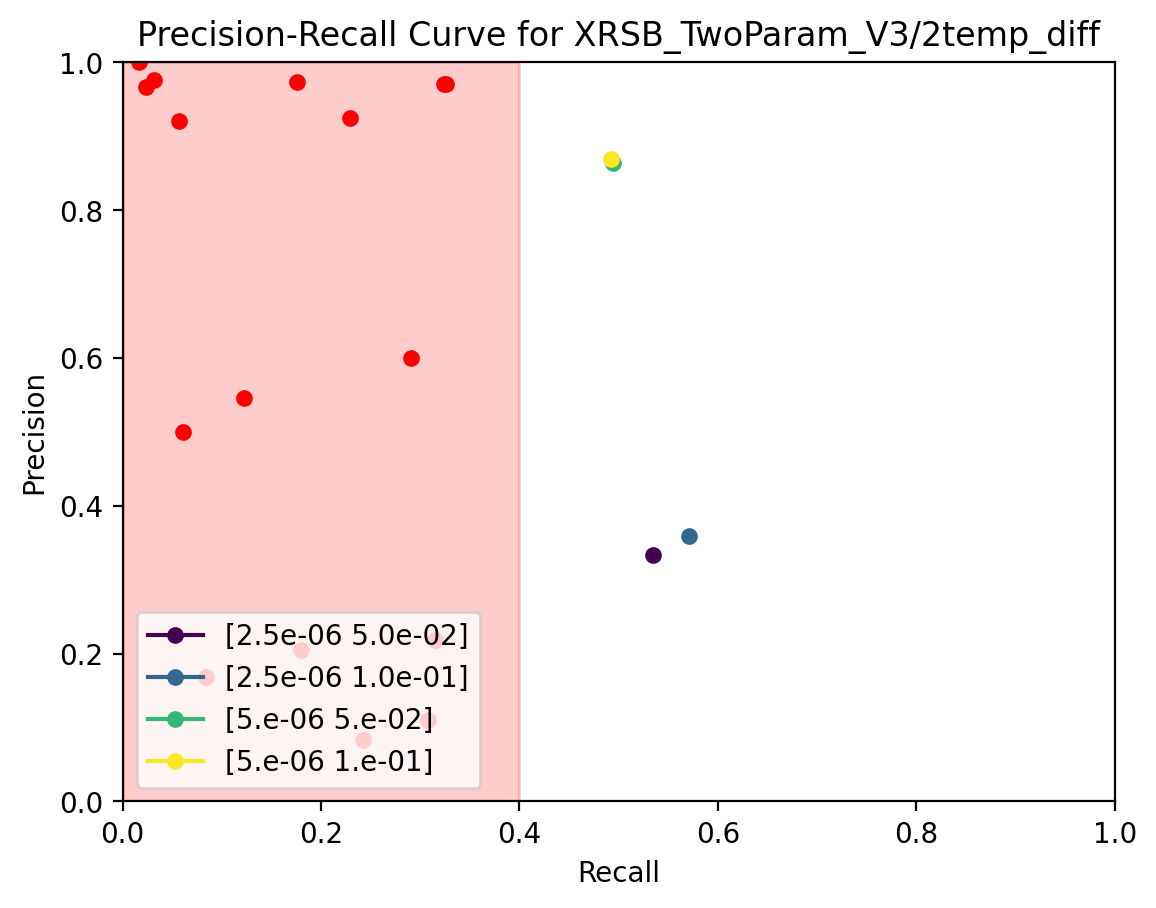 Precision-Recall Curve for XRSB_TwoParam_V3/2temp_diff
1.0
0.8
0.6
0.4
0.2
0.0
Precision
[2.5e-06 5.0e-02]
[2.5e-06 1.0e-01]
[5.e-06 5.e-02]
[5.e-06 1.e-01]
0.0 0.2 0.4 0.6 0.8 1.0
Recall